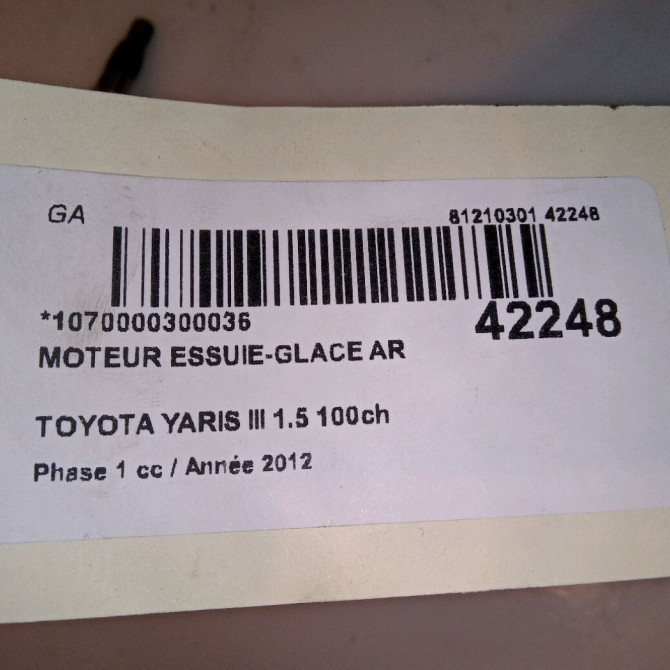 GA
81210301 42248
*1070000300036
42248
MOTEUR ESSUIE-GLACE AR
TOYOTA YARIS III 1.5 100ch
Phase 1 cc / Année 2012